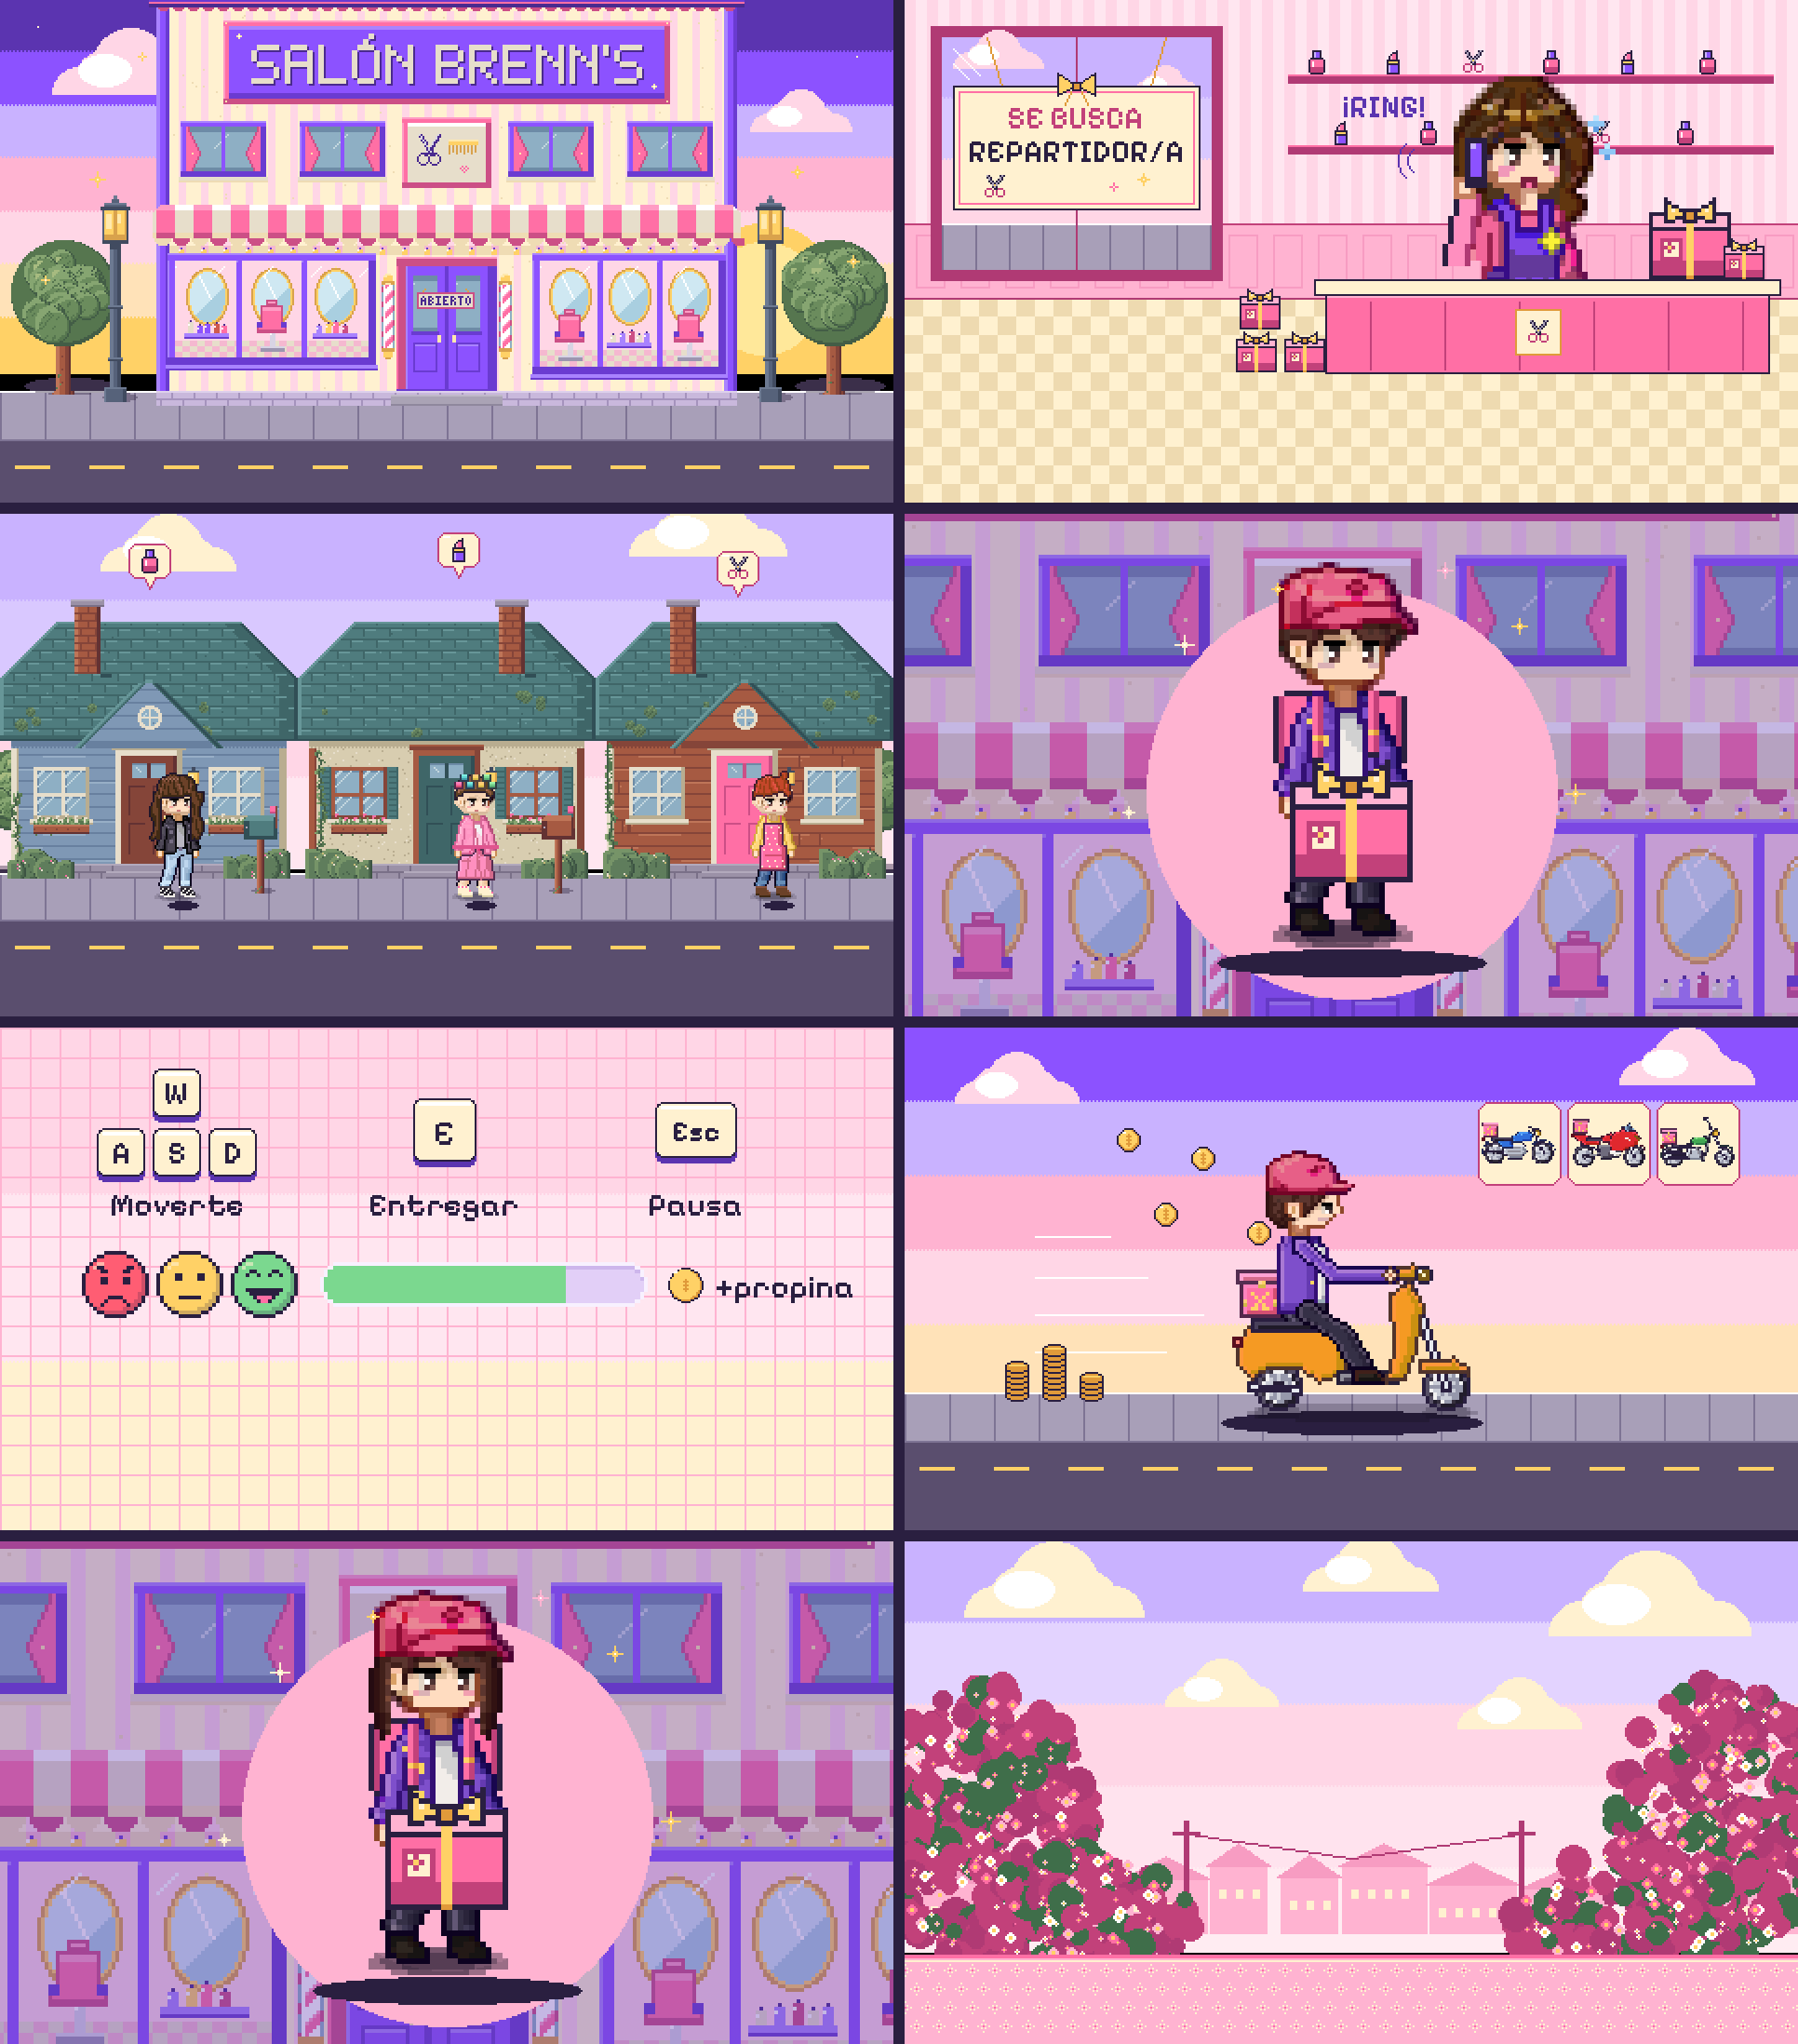 SALÓN BRENN'S
ABIERTO
SE BUSCA
REPARTIDOR/A
¡RING!
W
A S D
E
Esc
Moverte
Entregar
Pausa
+propina